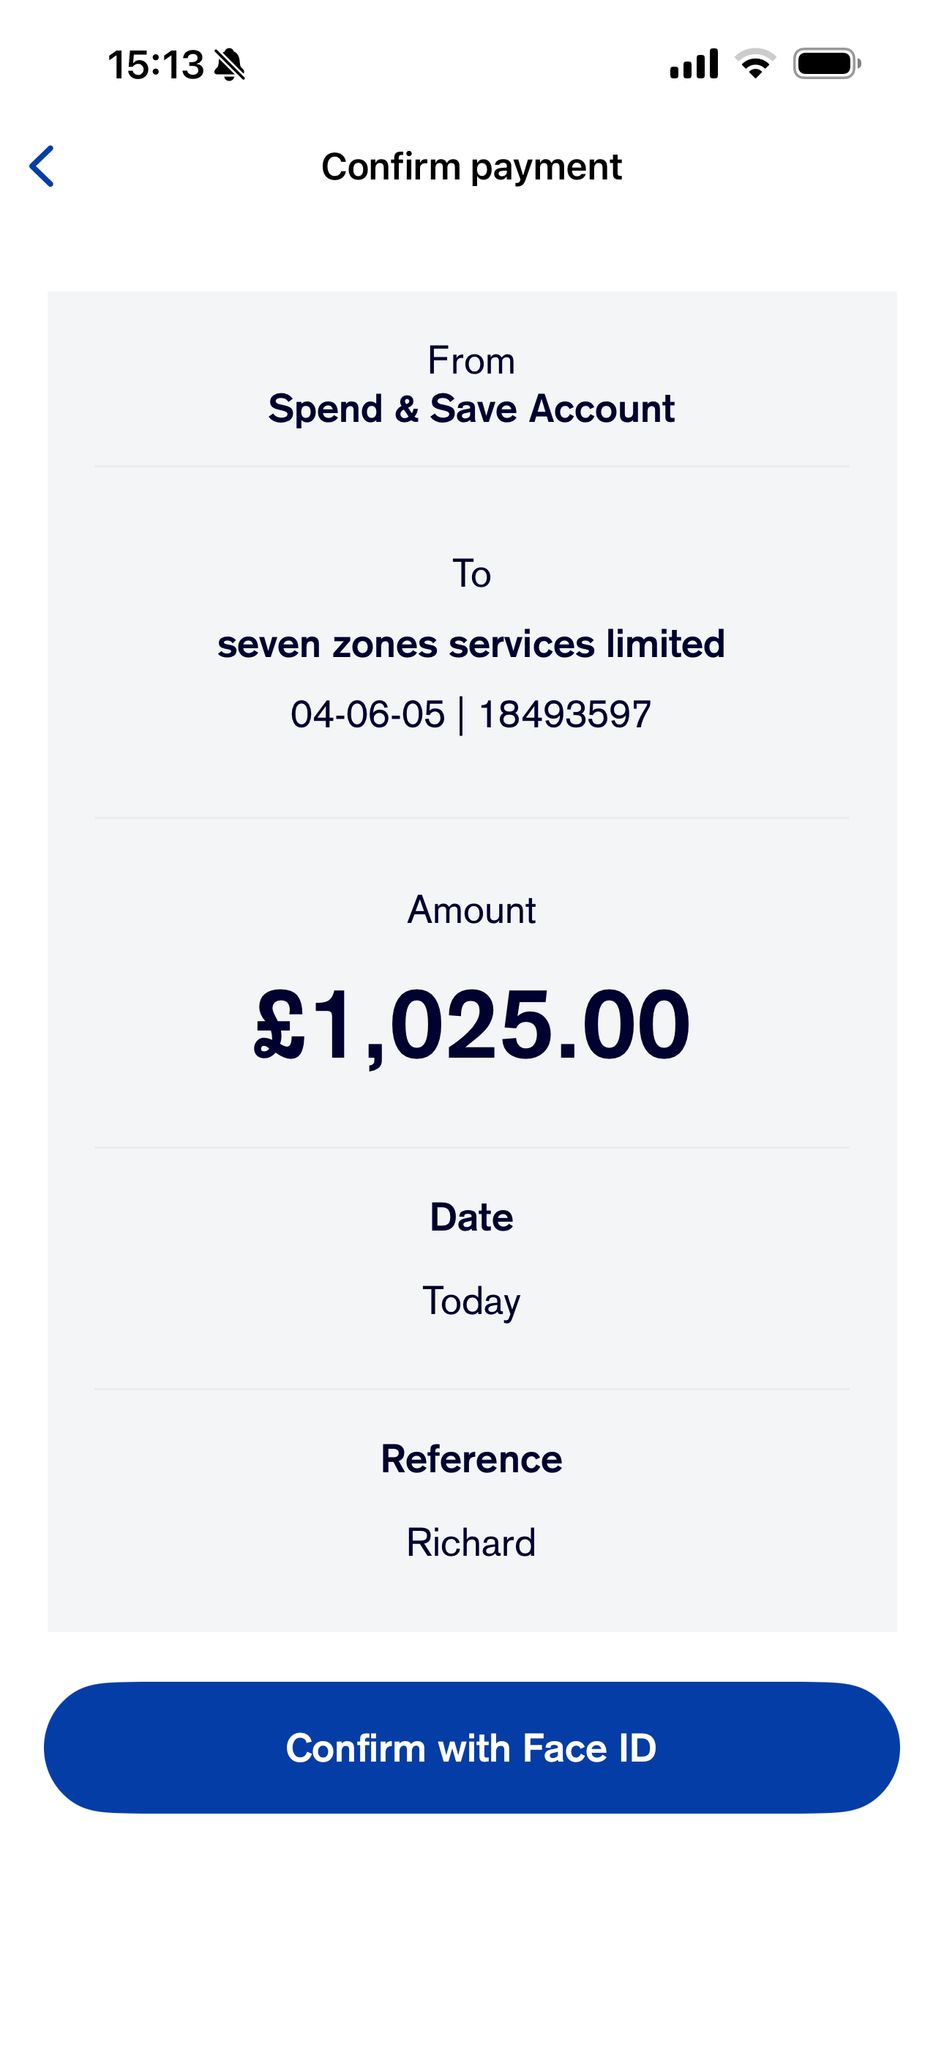 15:13
Confirm payment
From
Spend & Save Account
To
seven zones services limited
04-06-05 | 18493597
Amount
£1,025.00
Date
Today
Reference
Richard
Confirm with Face ID